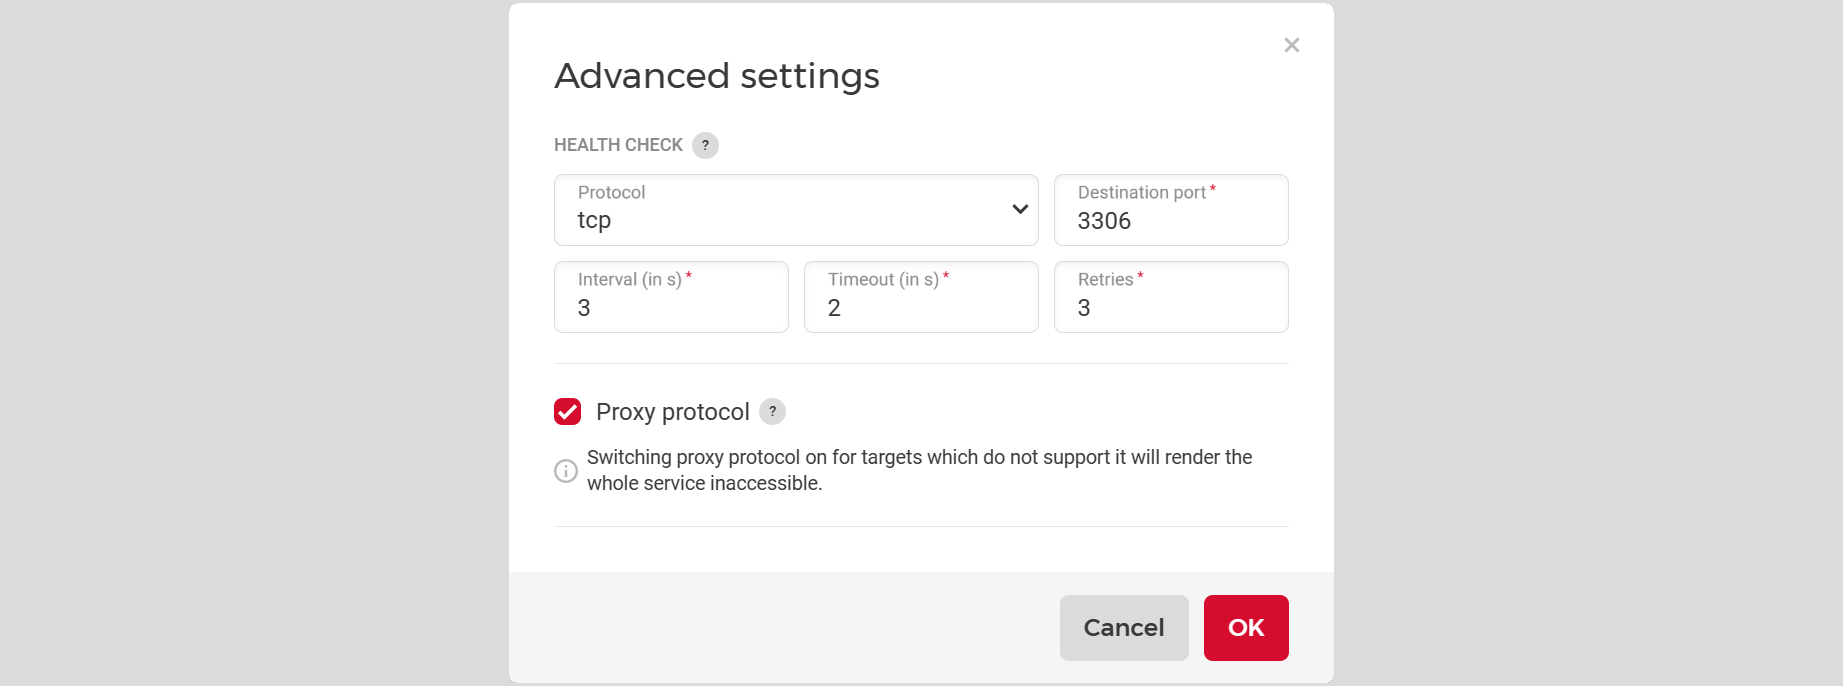 Advanced settings
HEALTH CHECK ?
Protocol
tcp
Destination port *
3306
Interval (in s) *
3
Timeout (in s) *
2
Retries *
3
Proxy protocol ?
Switching proxy protocol on for targets which do not support it will render the
whole service inaccessible.
Cancel
OK